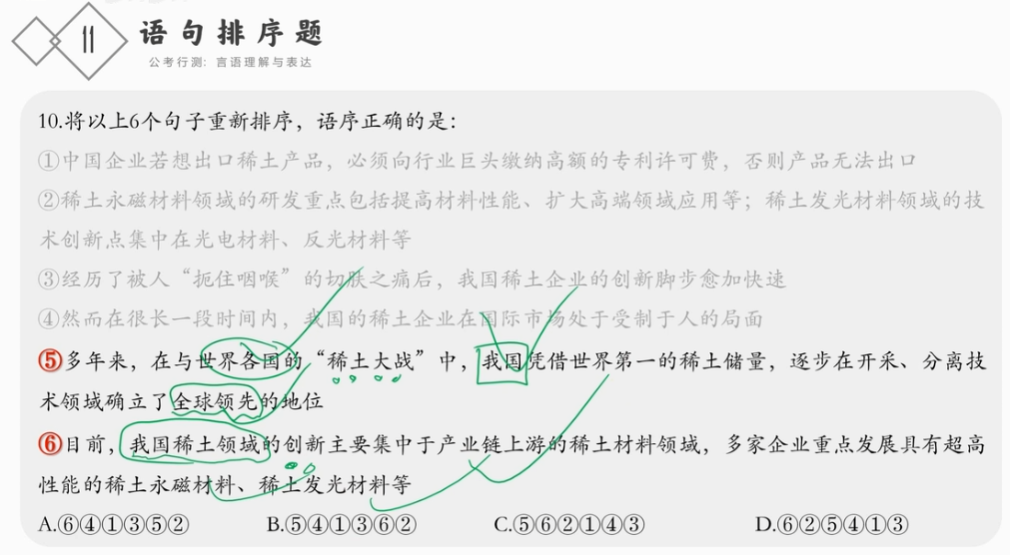 11 语句排序题
公考行测：言语理解与表达
10.将以上6个句子重新排序，语序正确的是：
①中国企业若想出口稀土产品，必须向行业巨头缴纳高额的专利许可费，否则产品无法出口
②稀土永磁材料领域的研发重点包括提高材料性能、扩大高端领域应用等；稀土发光材料领域的技
术创新点集中在光电材料、反光材料等
③经历了被人“扼住咽喉”的切肤之痛后，我国稀土企业的创新脚步愈加快速
④然而在很长一段时间内，我国的稀土企业在国际市场处于受制于人的局面
⑤多年来，在与世界各国的“稀土大战”中，我国凭借世界第一的稀土储量，逐步在开采、分离技
术领域确立了全球领先的地位
⑥目前，我国稀土领域的创新主要集中于产业链上游的稀土材料领域，多家企业重点发展具有超高
性能的稀土永磁材料、稀土发光材料等
A.⑥④①③⑤② B.⑤④①③⑥② C.⑤⑥②①④③ D.⑥②⑤④①③